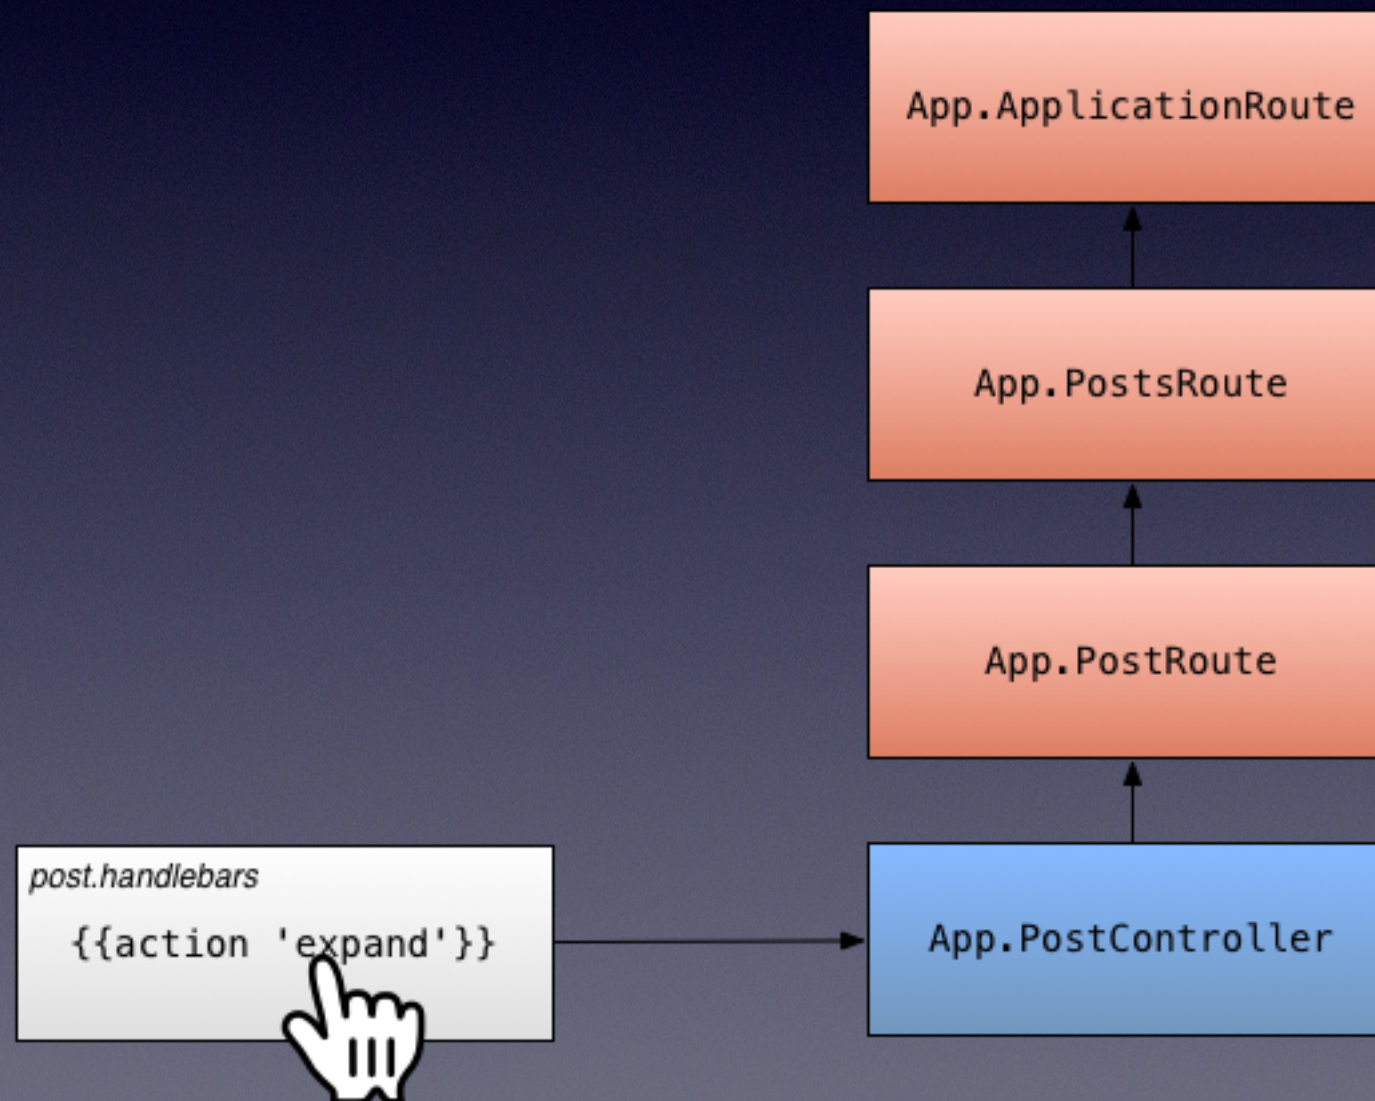 App.ApplicationRoute
App.PostsRoute
App.PostRoute
post.handlebars
{{action 'expand'}}
App.PostController